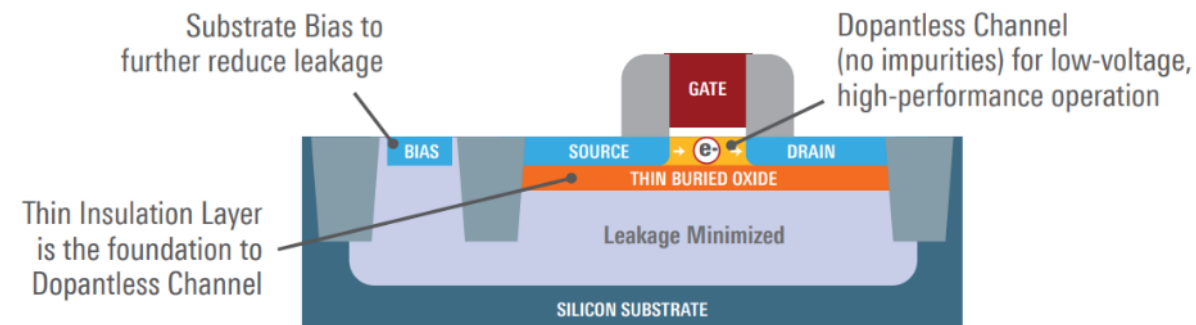 Substrate Bias to
further reduce leakage
Dopantless Channel
(no impurities) for low-voltage,
high-performance operation
GATE
BIAS
SOURCE
e-
DRAIN
THIN BURIED OXIDE
Thin Insulation Layer
is the foundation to
Dopantless Channel
Leakage Minimized
SILICON SUBSTRATE